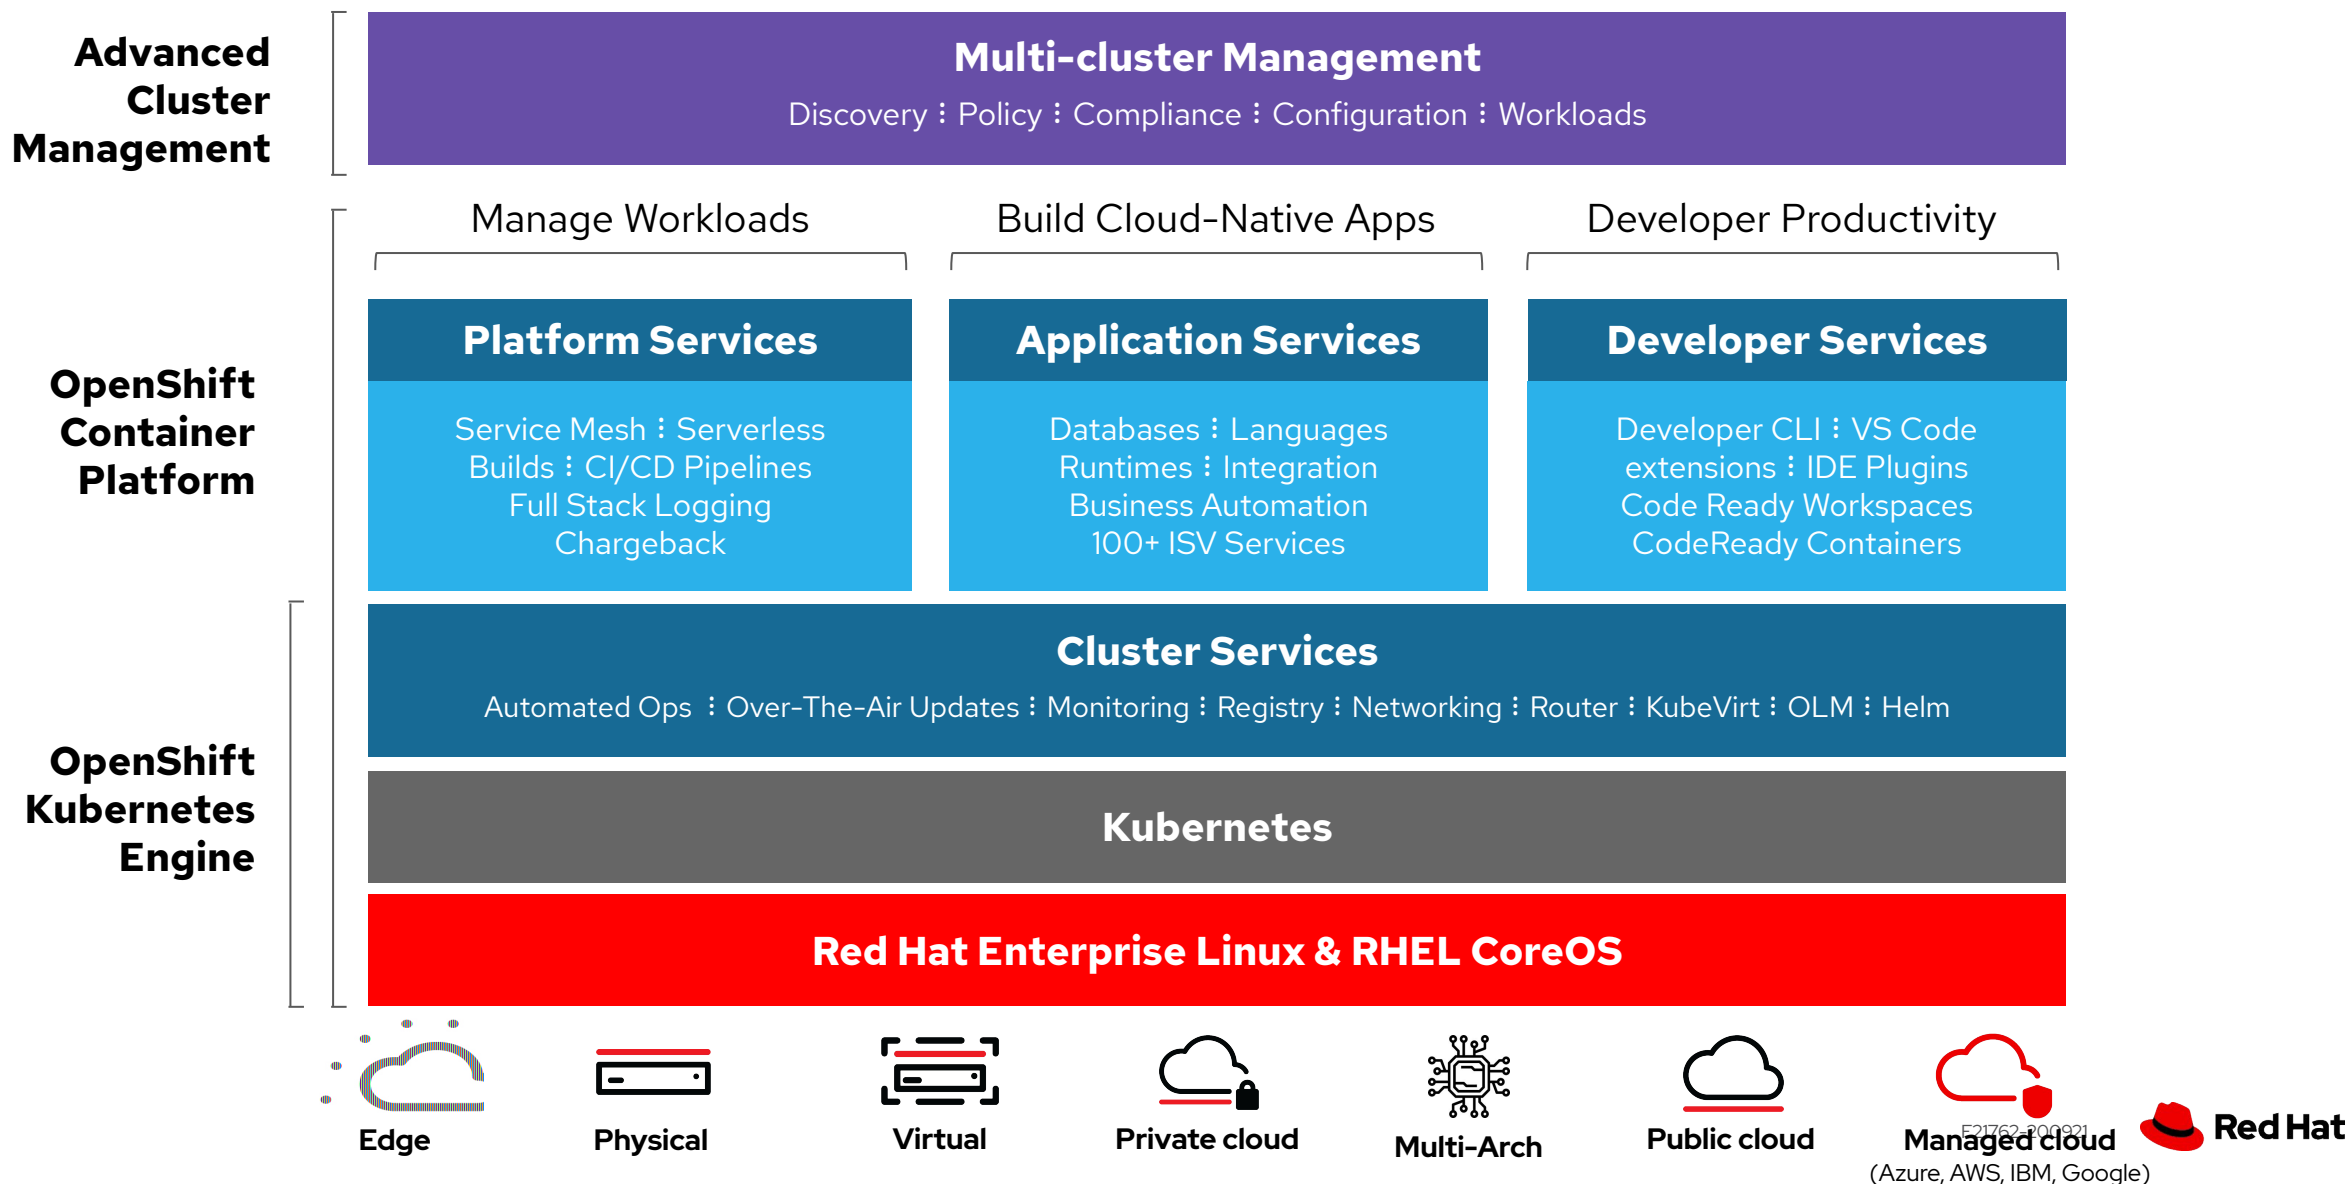 Advanced
Cluster
Management
Multi-cluster Management
Discovery ⋮ Policy ⋮ Compliance ⋮ Configuration ⋮ Workloads
Manage Workloads
Build Cloud-Native Apps
Developer Productivity
OpenShift
Container
Platform
Platform Services
Service Mesh ⋮ Serverless
Builds ⋮ CI/CD Pipelines
Full Stack Logging
Chargeback
Application Services
Databases ⋮ Languages
Runtimes ⋮ Integration
Business Automation
100+ ISV Services
Developer Services
Developer CLI ⋮ VS Code
extensions ⋮ IDE Plugins
Code Ready Workspaces
CodeReady Containers
OpenShift
Kubernetes
Engine
Cluster Services
Automated Ops ⋮ Over-The-Air Updates ⋮ Monitoring ⋮ Registry ⋮ Networking ⋮ Router ⋮ KubeVirt ⋮ OLM ⋮ Helm
Kubernetes
Red Hat Enterprise Linux & RHEL CoreOS
Edge
Physical
Virtual
Private cloud
Multi-Arch
Public cloud
Managed cloud
(Azure, AWS, IBM, Google)
F21762-200921
Red Hat